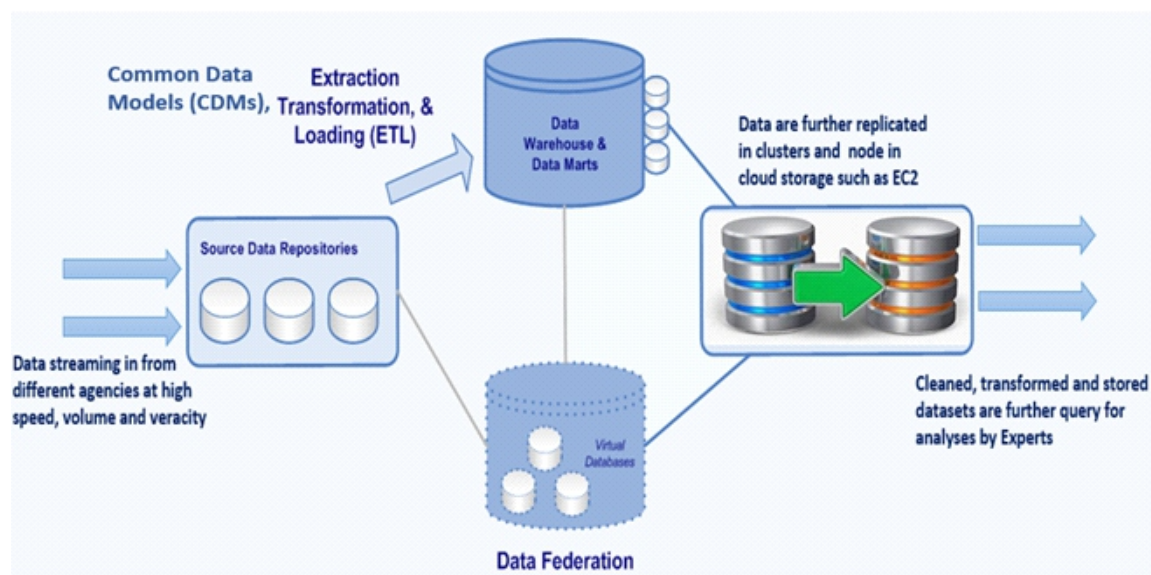 Common Data
Models (CDMs),
Extraction
Transformation, &
Loading (ETL)
Data
Warehouse &
Data Marts
Data are further replicated
in clusters and node in
cloud storage such as EC2
Source Data Repositories
Data streaming in from
different agencies at high
speed, volume and veracity
Virtual
Databases
Cleaned, transformed and stored
datasets are further query for
analyses by Experts
Data Federation